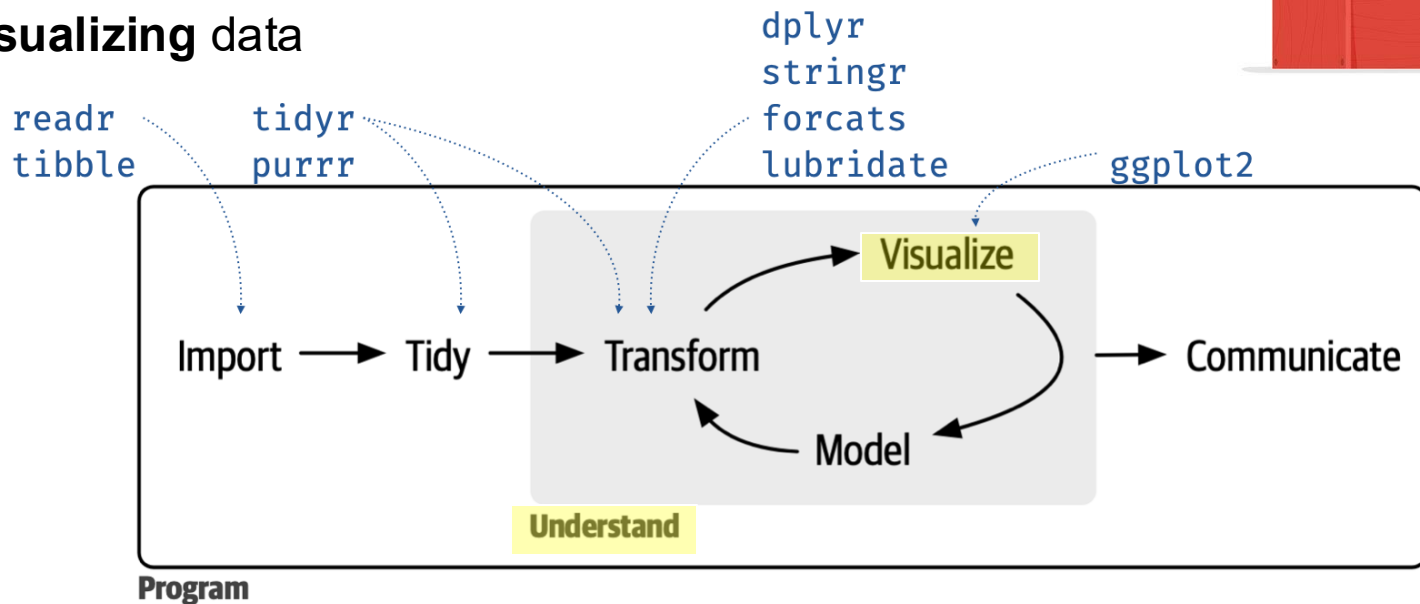 sualizing data
dplyr
stringr
readr tidyr forcats
tibble purrr lubridate ggplot2
Visualize
Import Tidy Transform Communicate
Model
Understand
Program